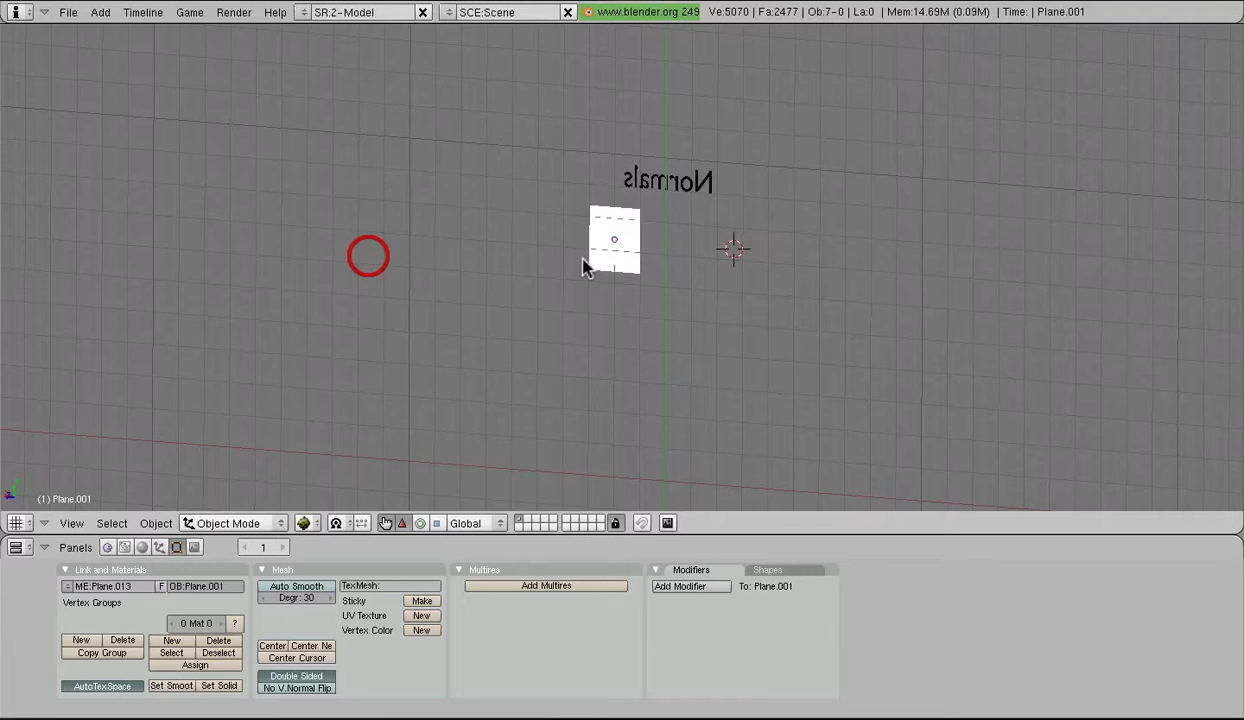 File Add Timeline Game Render Help SR:2-Model SCE:Scene www.blender.org 249 Ve:5070 | Fa:2477 | Ob:7-0 | La:0 | Mem:14.69M (0.09M) | Time: | Plane.001
Normals
(1) Plane.001
View Select Object Object Mode Global
Panels 1
Link and Materials Mesh Multires Modifiers Shapes
ME:Plane.013 F OB:Plane.001 Auto Smooth TexMesh: Add Multires Add Modifier To: Plane.001
Vertex Groups Degr: 30 Sticky Make
UV Texture New
0 Mat 0 ? Vertex Color New
New Delete New Delete Center Center Ne
Copy Group Select Deselect Center Cursor
Assign
Double Sided
AutoTexSpace Set Smoot Set Solid No V.Normal Flip